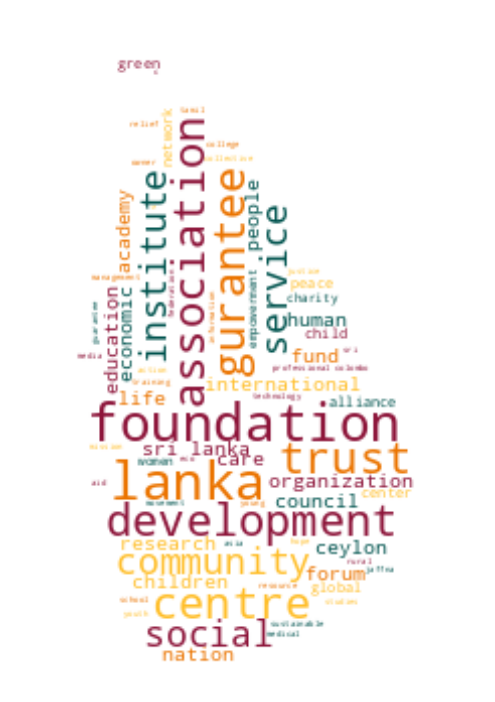 green
tamil
relief
network
association
college
collective
owner
institute
gurantee
people
academy
service
justice
management
federation
peace
education
economic
information
empowerment
charity
human
child
media
fund
sri
action
training
international
professional colombo
life
technology
alliance
foundation
mission
sri lanka
care
trust
women
lanka
aid
organization
center
movement
young
council
development
research
asia
hope
ceylon
community
rural
jaffna
forum
children
resource
global
school
centre
studies
youth
social
sustainable
medical
nation